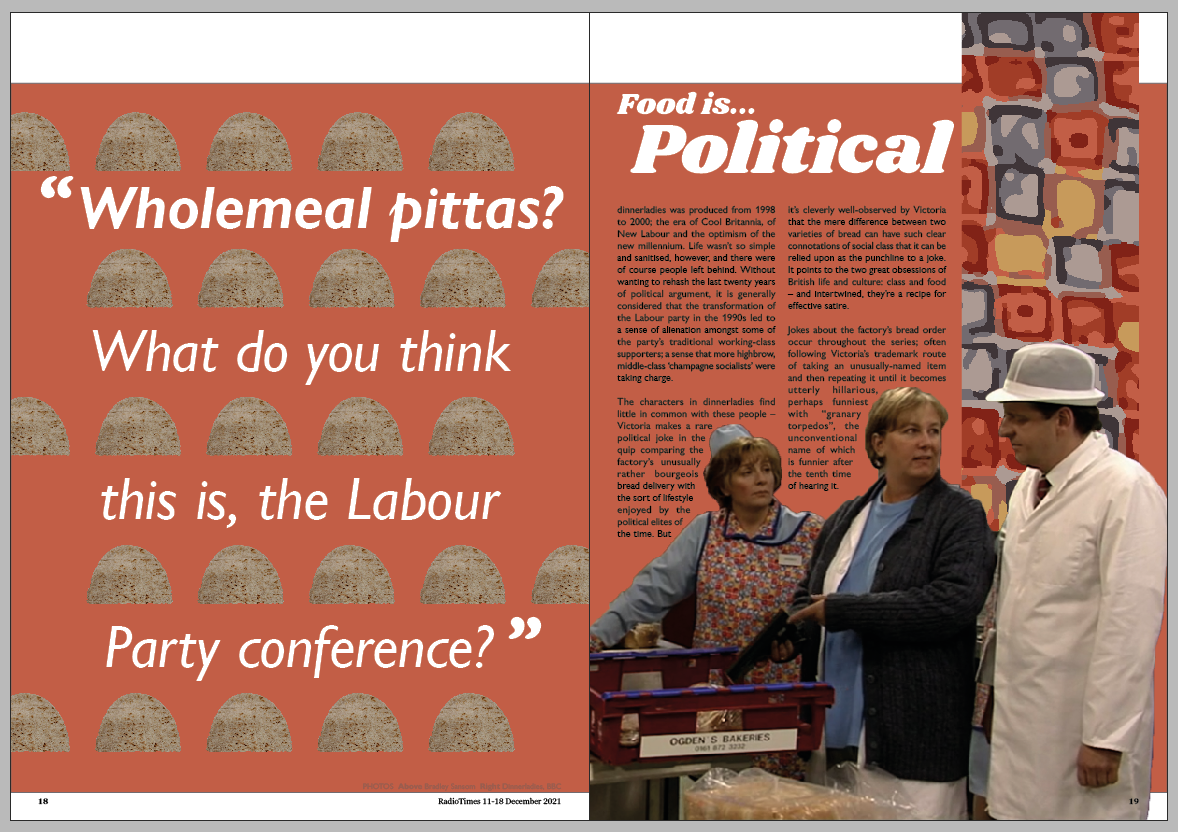 “Wholemeal pittas?
What do you think
this is, the Labour
Party conference?”
18
RadioTimes 11-18 December 2021
Food is...
Political
dinnerladies was produced from 1998
to 2000; the era of Cool Britannia, of
New Labour and the optimism of the
new millennium. Life wasn't so simple
and sanitised, however, and there were
of course people left behind. Without
wanting to rehash the last twenty years
of political argument, it is generally
considered that the transformation of
the Labour party in the 1990s led to
a sense of alienation amongst some of
the party's traditional working-class
supporters; a sense that more highbrow,
middle-class 'champagne socialists' were
taking charge.
The characters in dinnerladies find
little in common with these people –
Victoria makes a rare
political joke in the
quip comparing the
factory's unusually
rather bourgeois
bread delivery with
the sort of lifestyle
enjoyed by the
political elites of
the time. But
it's cleverly well-observed by Victoria
that the mere difference between two
varieties of bread can have such clear
connotations of social class that it can be
relied upon as the punchline to a joke.
It points to the two great obsessions of
British life and culture: class and food
– and intertwined, they're a recipe for
effective satire.
Jokes about the factory's bread order
occur throughout the series; often
following Victoria's trademark route
of taking an unusually-named item
and then repeating it until it becomes
utterly hillarious,
perhaps funniest
with "granary
torpedos", the
unconventional
name of which
is funnier after
the tenth time
of hearing it.
OGDEN'S BAKERIES
0161 872 3232
19